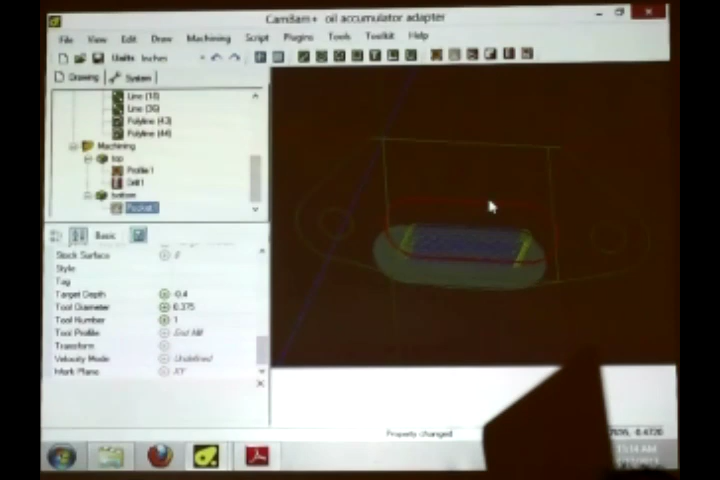 CamBam+ oil accumulator adapter
File View Edit Draw Machining Script Plugins Tools Toolkit Help
Units Inches
Drawing System
Line (18)
Line (36)
Polyline (43)
Polyline (44)
Machining
top
Profile1
Drill1
bottom
Pocket1
Basic
Stock Surface 0
Style
Tag
Target Depth -0.4
Tool Diameter 0.375
Tool Number 1
Tool Profile End Mill
Transform
Velocity Mode Undefined
Work Plane XY
Property changed